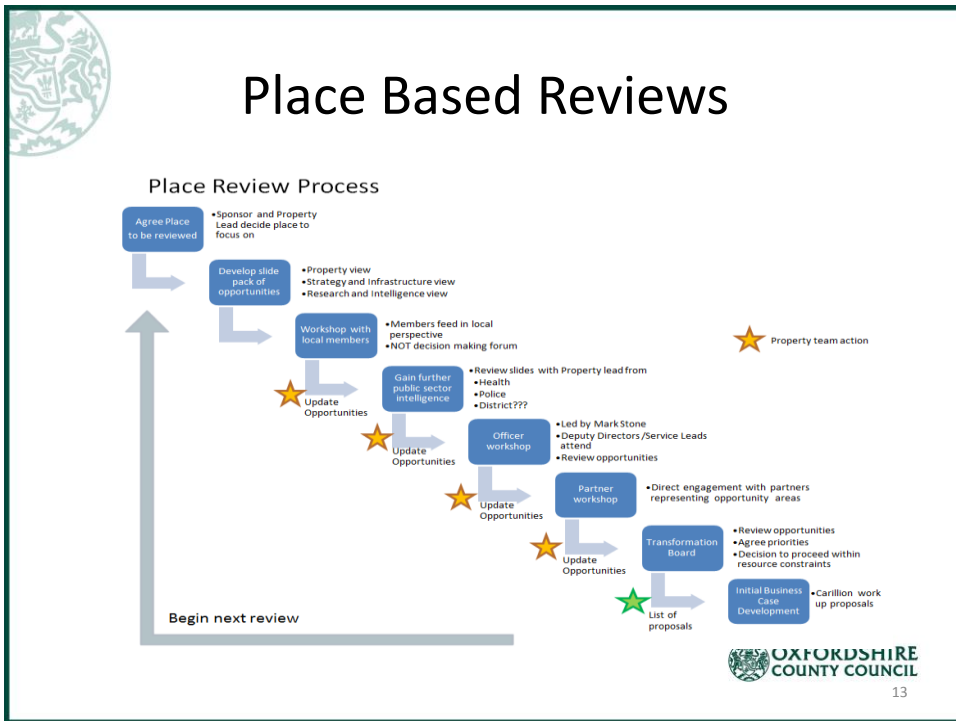 Place Based Reviews
Place Review Process
Agree Place
to be reviewed
•Sponsor and Property
Lead decide place to
focus on
Develop slide
pack of
opportunities
•Property view
•Strategy and Infrastructure view
•Research and Intelligence view
Workshop with
local members
•Members feed in local
perspective
•NOT decision making forum
Property team action
Update
Opportunities
Gain further
public sector
intelligence
•Review slides with Property lead from
•Health
•Police
•District???
Update
Opportunities
Officer
workshop
•Led by Mark Stone
•Deputy Directors /Service Leads
attend
•Review opportunities
Update
Opportunities
Partner
workshop
•Direct engagement with partners
representing opportunity areas
Update
Opportunities
Transformation
Board
•Review opportunities
•Agree priorities
•Decision to proceed within
resource constraints
List of
proposals
Initial Business
Case
Development
•Carillion work
up proposals
Begin next review
OXFORDSHIRE
COUNTY COUNCIL
13